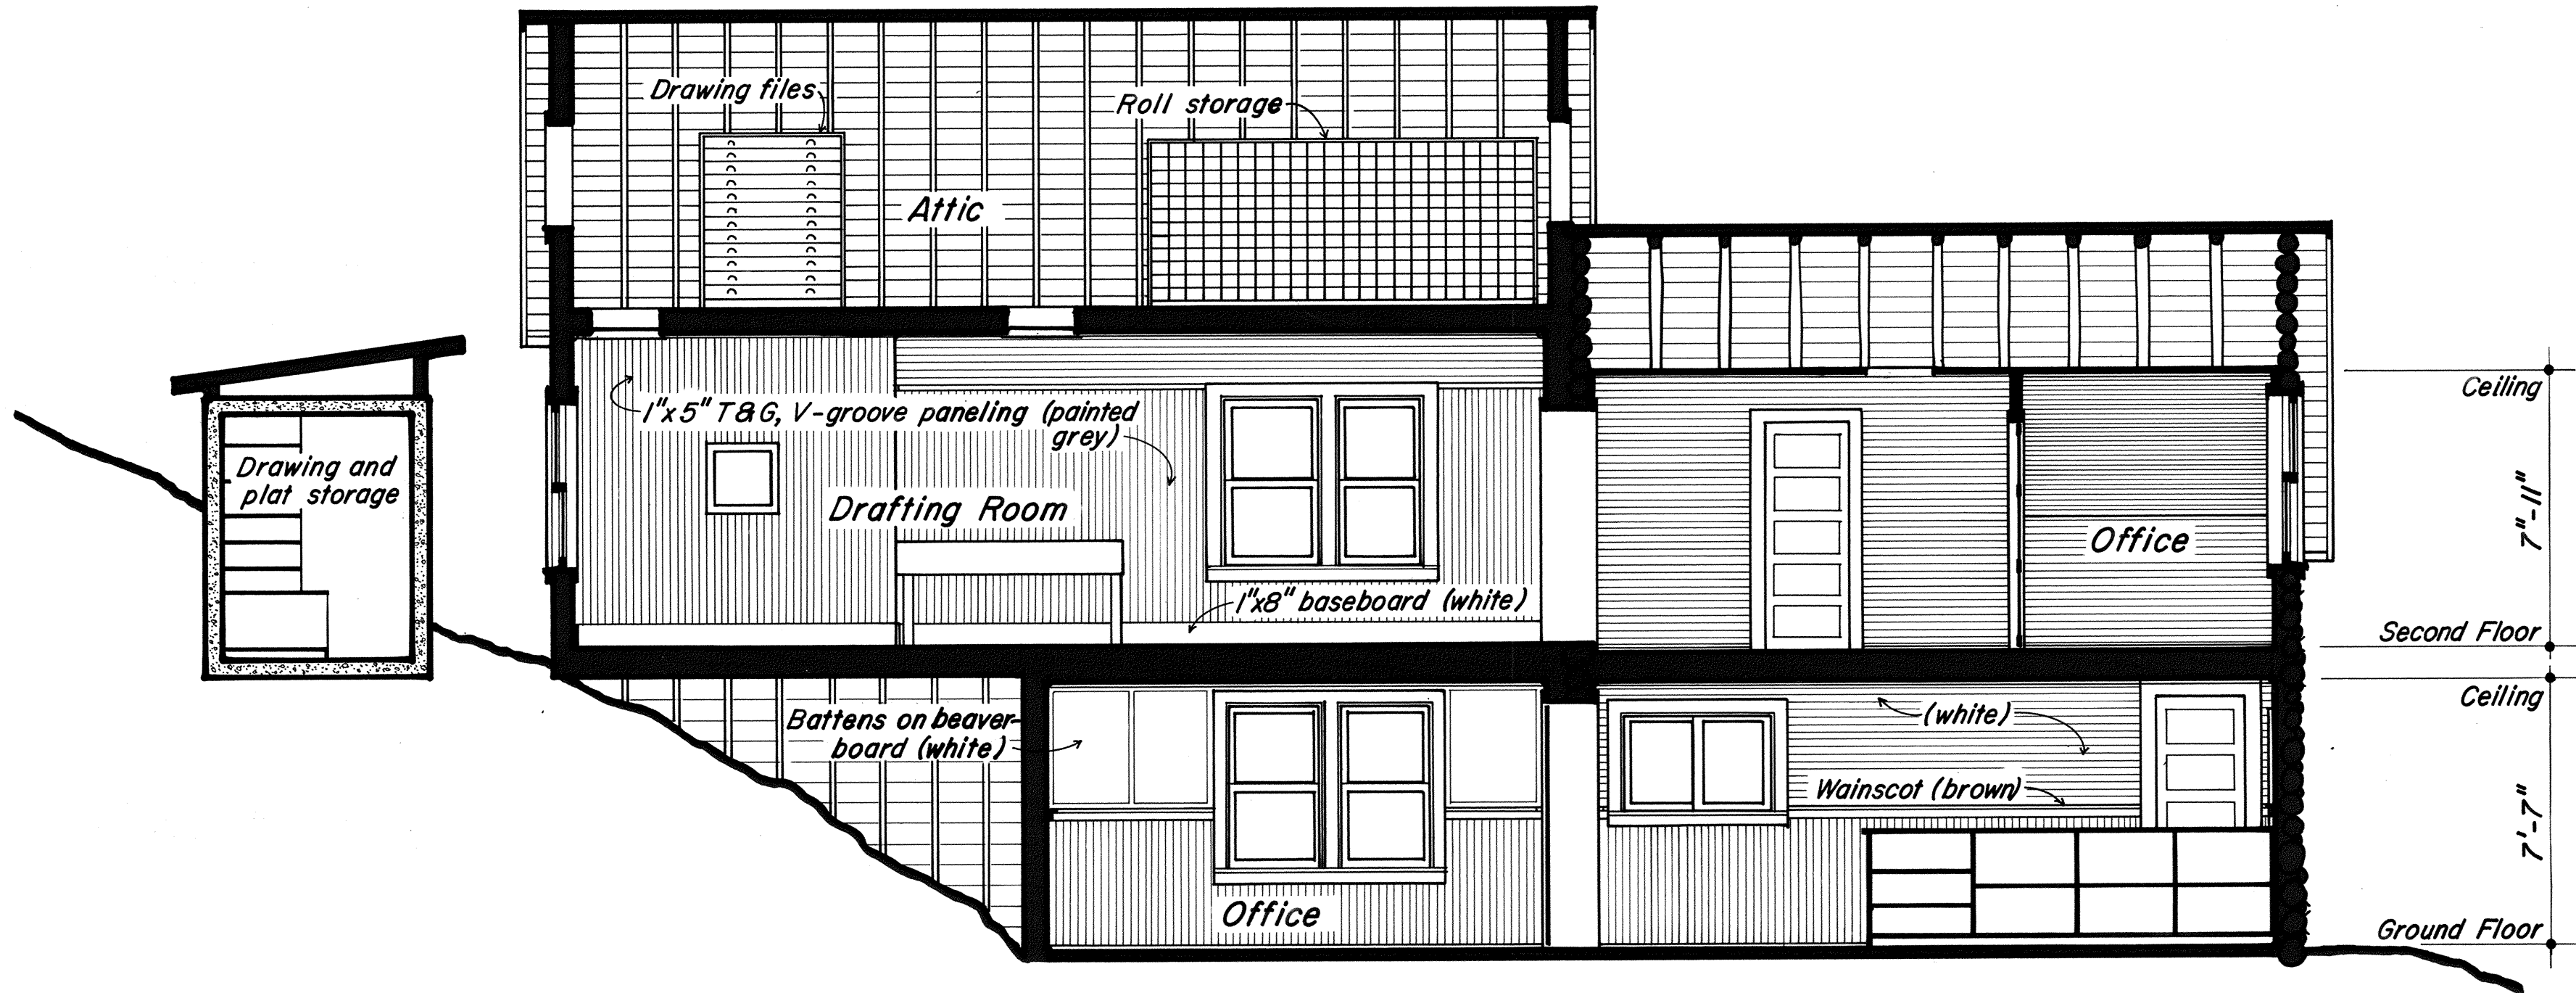 Drawing files
Roll storage
Attic
1"x 5" T&G, V-groove paneling (painted
grey)
Ceiling
Drawing and
plat storage
7"-11"
Drafting Room
Office
1"x8" baseboard (white)
Second Floor
Ceiling
Battens on beaver-
board (white)
(white)
Wainscot (brown)
7'-7"
Office
Ground Floor